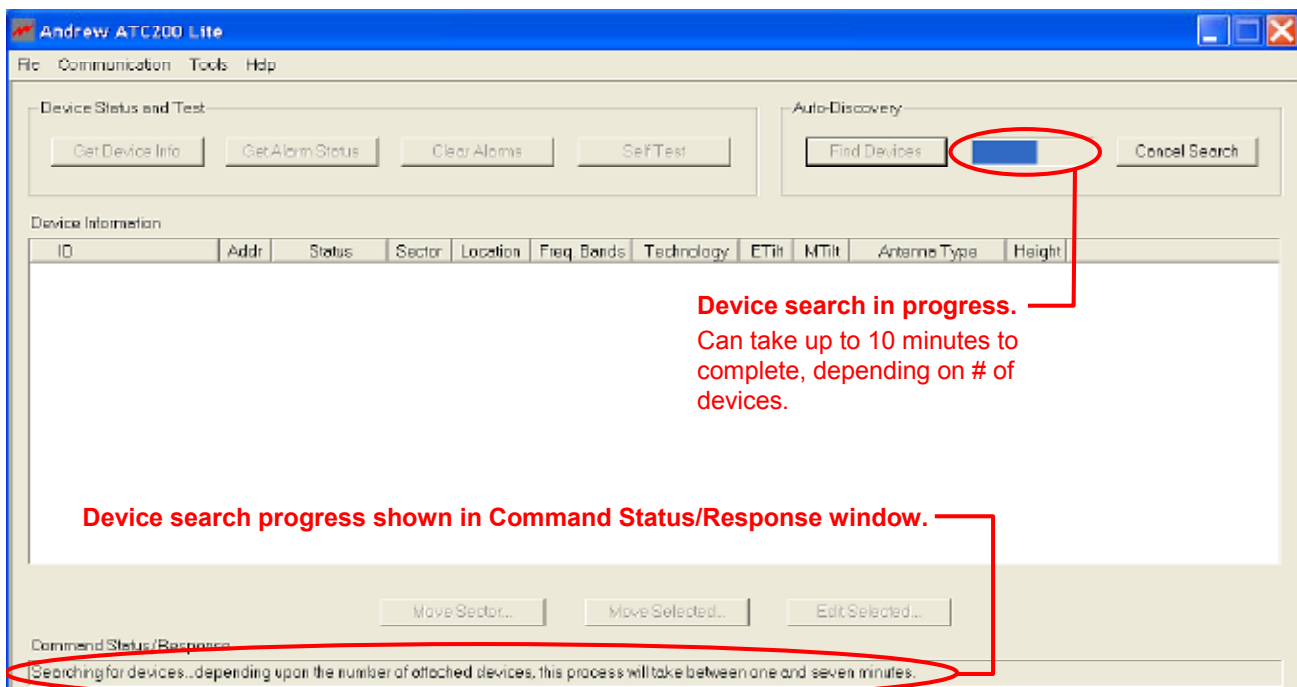 Andrew ATC200 Lite
File Communication Tools Help
Device Status and Test
Auto-Discovery
Get Device Info Get Alarm Status Clear Alarms Self Test Find Devices Cancel Search
Device Information
ID Addr Status Sector Location Freq. Bands Technology ETilt MTilt Antenna Type Height
Device search in progress.
Can take up to 10 minutes to
complete, depending on # of
devices.
Device search progress shown in Command Status/Response window.
Move Sector... Move Selected... Edit Selected...
Command Status/Response
Searching for devices...depending upon the number of attached devices, this process will take between one and seven minutes.